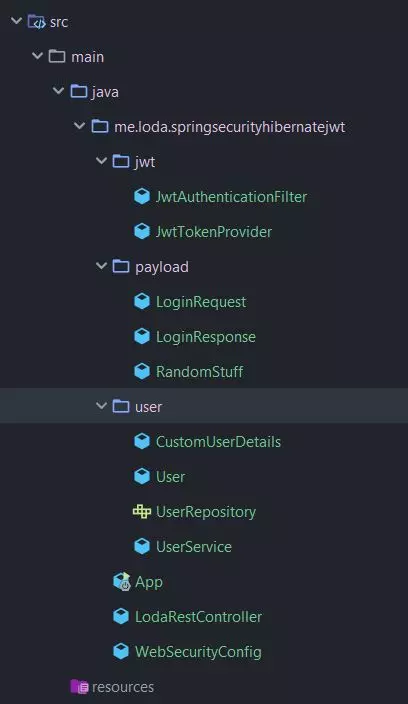 src
main
java
me.loda.springsecurityhibernatejwt
jwt
JwtAuthenticationFilter
JwtTokenProvider
payload
LoginRequest
LoginResponse
RandomStuff
user
CustomUserDetails
User
UserRepository
UserService
App
LodaRestController
WebSecurityConfig
resources